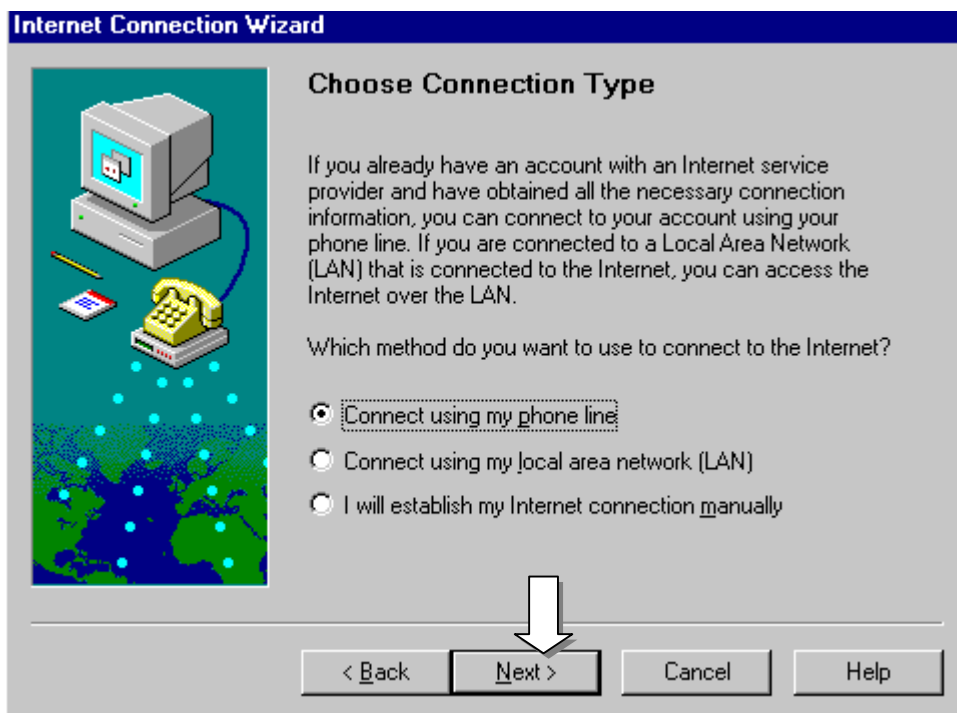 Internet Connection Wizard
Choose Connection Type
If you already have an account with an Internet service
provider and have obtained all the necessary connection
information, you can connect to your account using your
phone line. If you are connected to a Local Area Network
(LAN) that is connected to the Internet, you can access the
Internet over the LAN.
Which method do you want to use to connect to the Internet?
Connect using my phone line
Connect using my local area network (LAN)
I will establish my Internet connection manually
< Back Next > Cancel Help